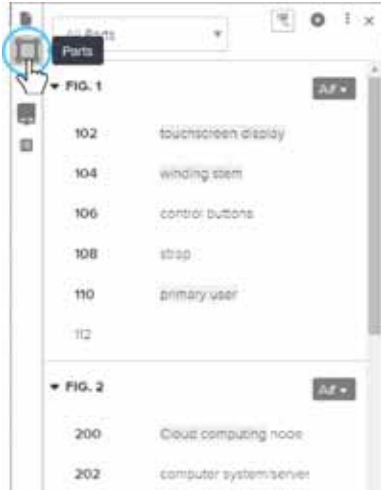 All Parts
Parts
FIG. 1
All
102 touchscreen display
104 winding stem
106 control buttons
108 strap
110 primary user
112
FIG. 2
All
200 Cloud computing node
202 computer system/server